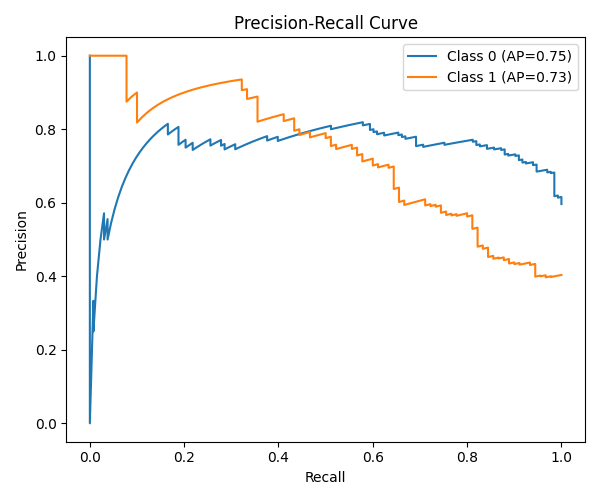 Precision-Recall Curve
Class 0 (AP=0.75)
Class 1 (AP=0.73)
Precision
1.0
0.8
0.6
0.4
0.2
0.0
0.0 0.2 0.4 0.6 0.8 1.0
Recall